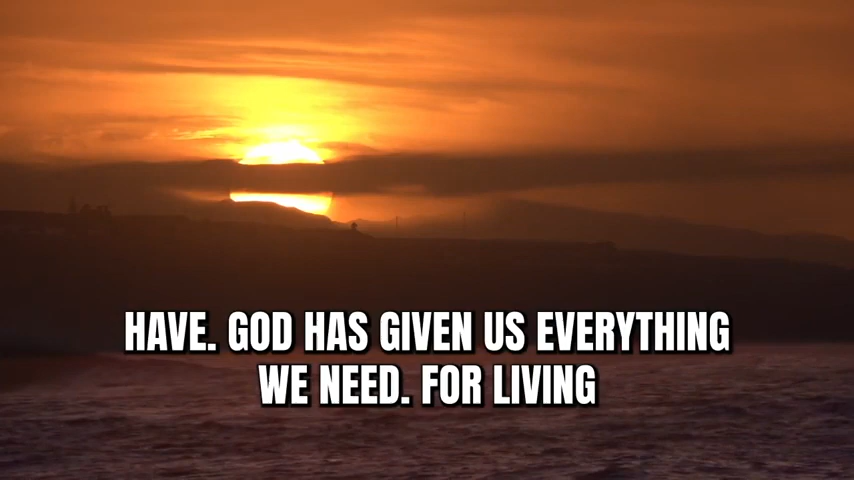 HAVE. GOD HAS GIVEN US EVERYTHING
WE NEED. FOR LIVING